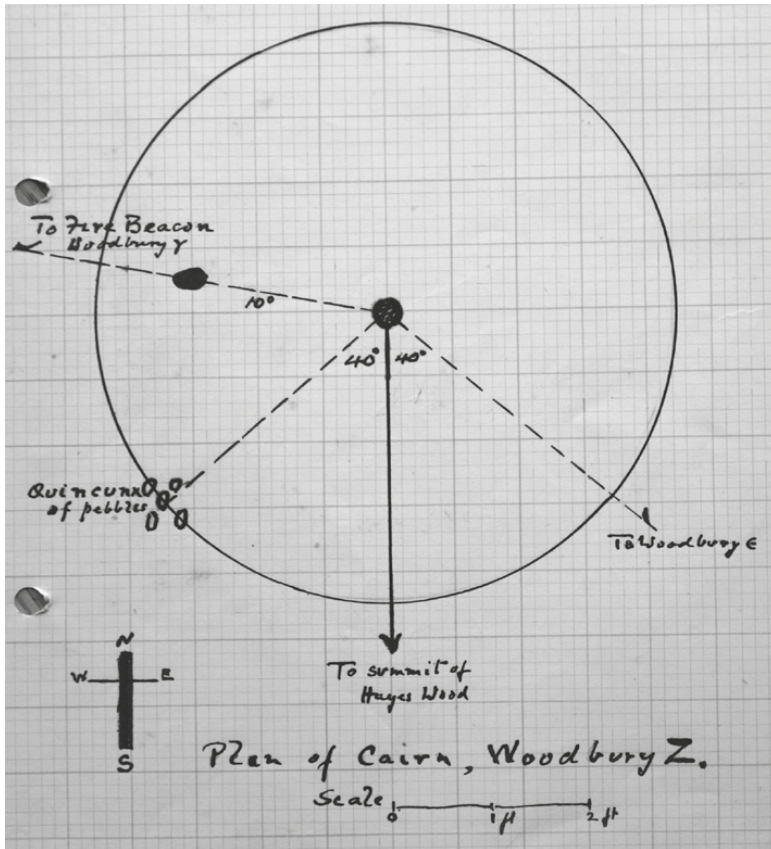 To Fire Beacon
Woodbury γ
10°
40° 40°
Quincunx
of pebbles
To Woodbury ϵ
N
W E
S
To summit of
Hayes Wood
Plan of Cairn, Woodbury Z.
Scale
0 1 ft 2 ft